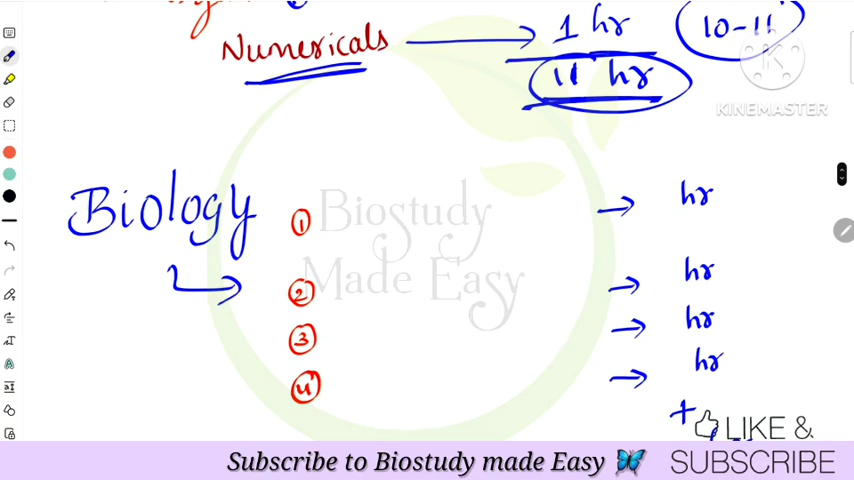 1 hr 10-11
Numericals
11 hr
KINEMASTER
Biology ① Biostudy hr
② Made Easy hr
③ hr
④ hr
+
LIKE &
Subscribe to Biostudy made Easy 🦋 SUBSCRIBE